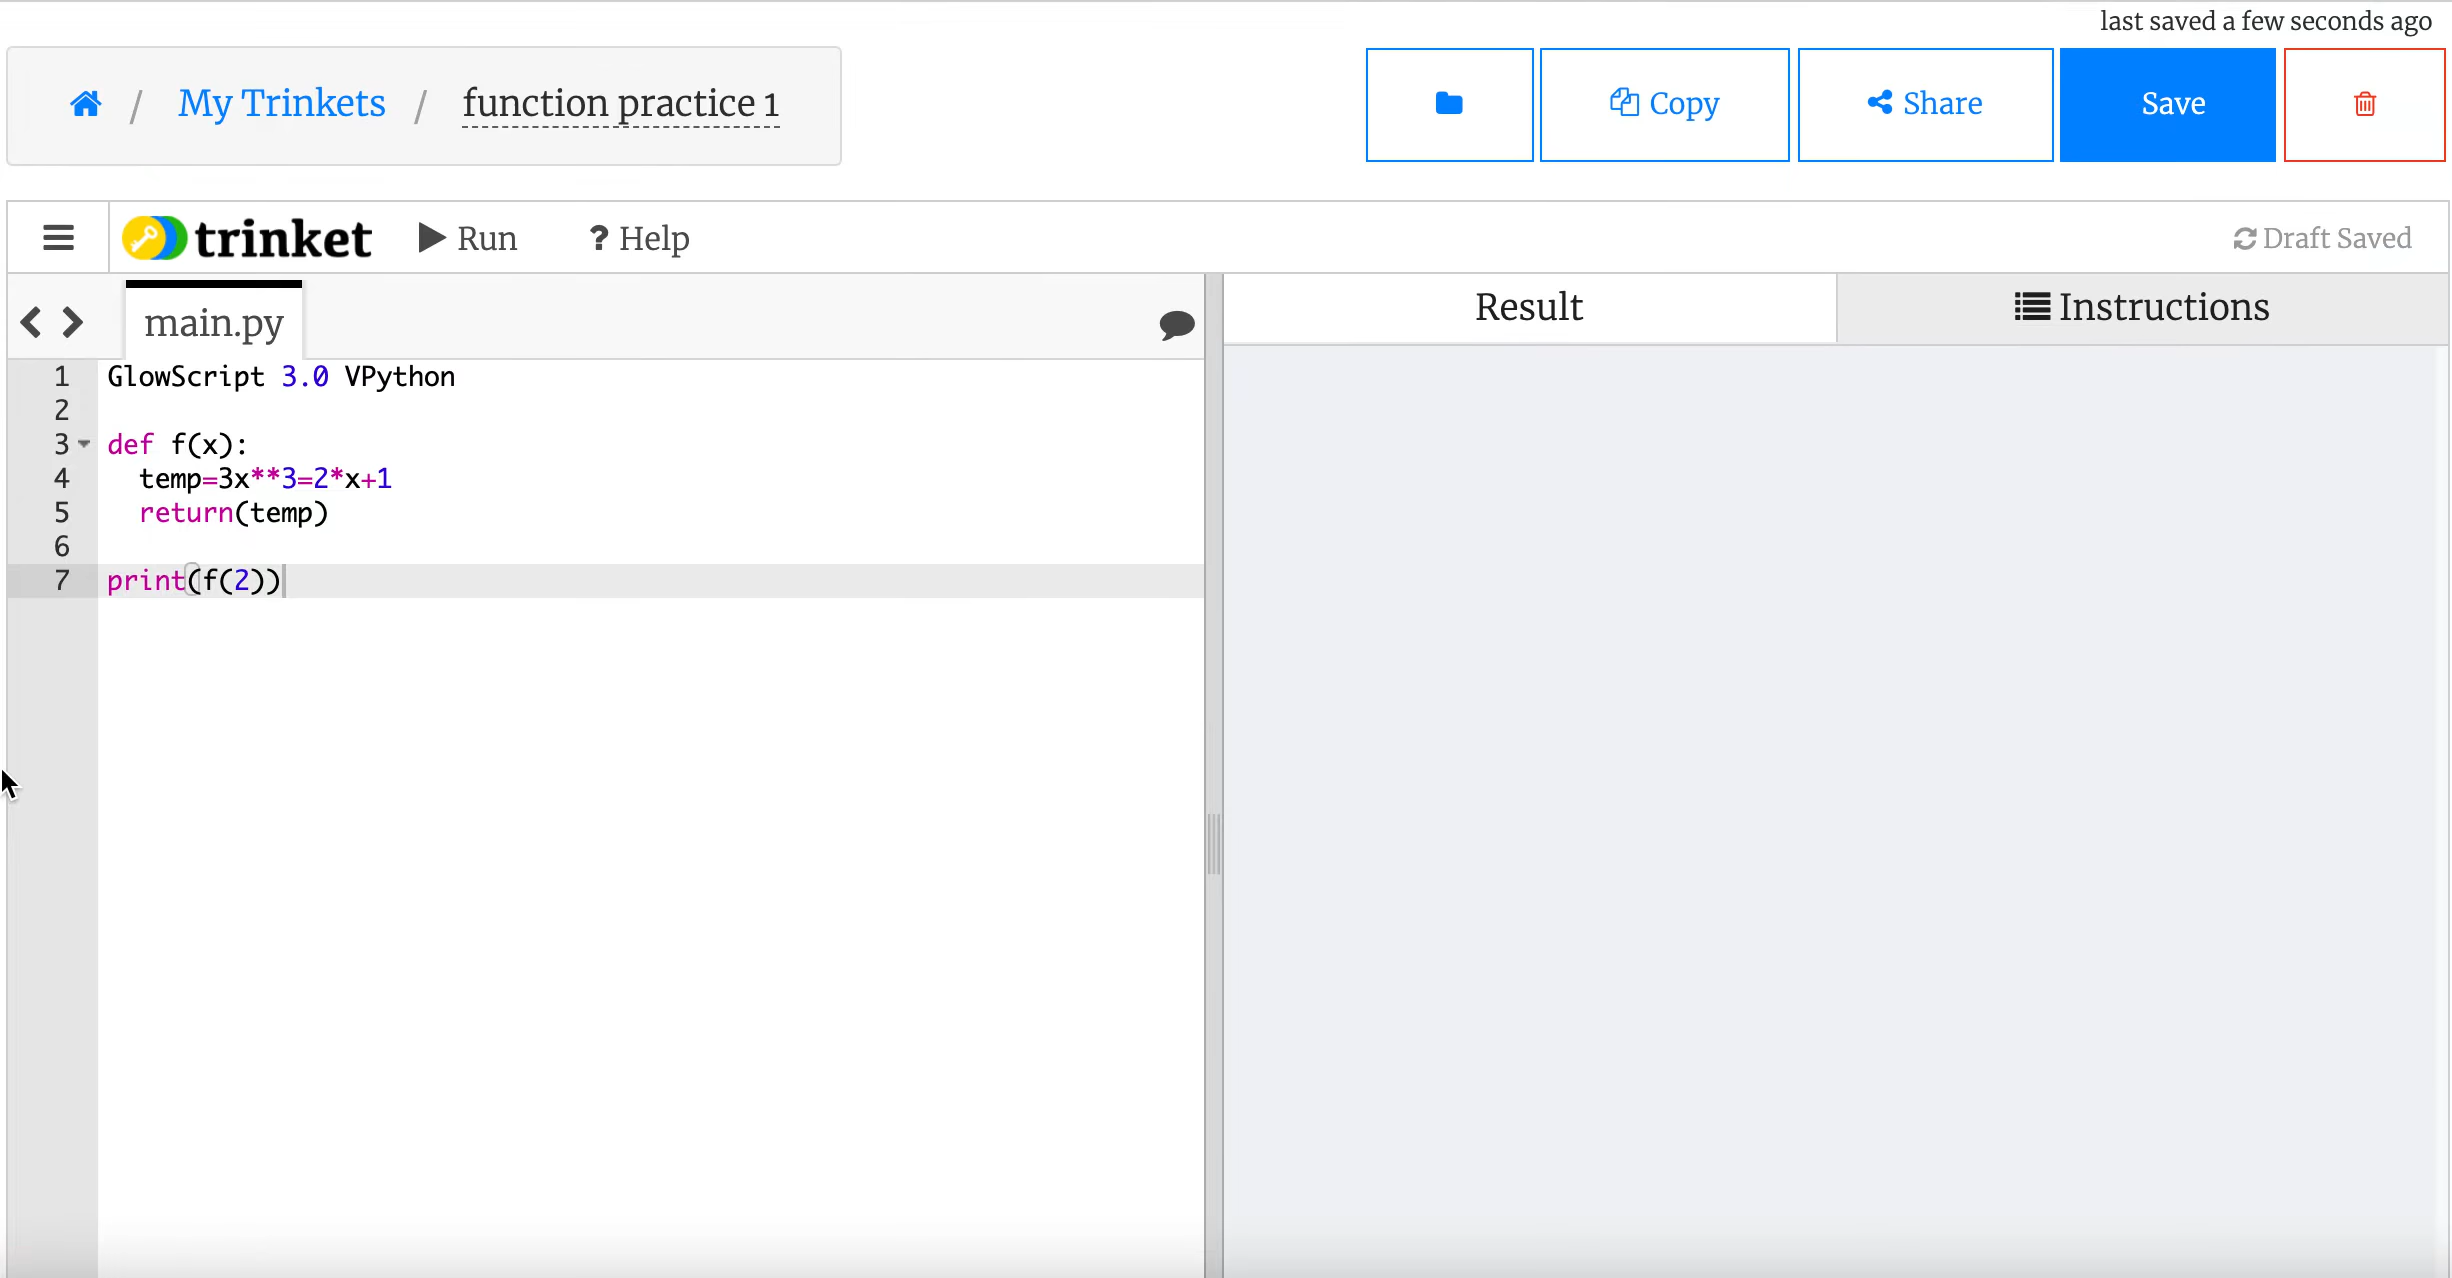 last saved a few seconds ago
/ My Trinkets / function practice 1
Copy
Share
Save
trinket
Run
? Help
Draft Saved
main.py
Result
Instructions
1 GlowScript 3.0 VPython
2
3 def f(x):
4 temp=3x**3=2*x+1
5 return(temp)
6
7 print(f(2))